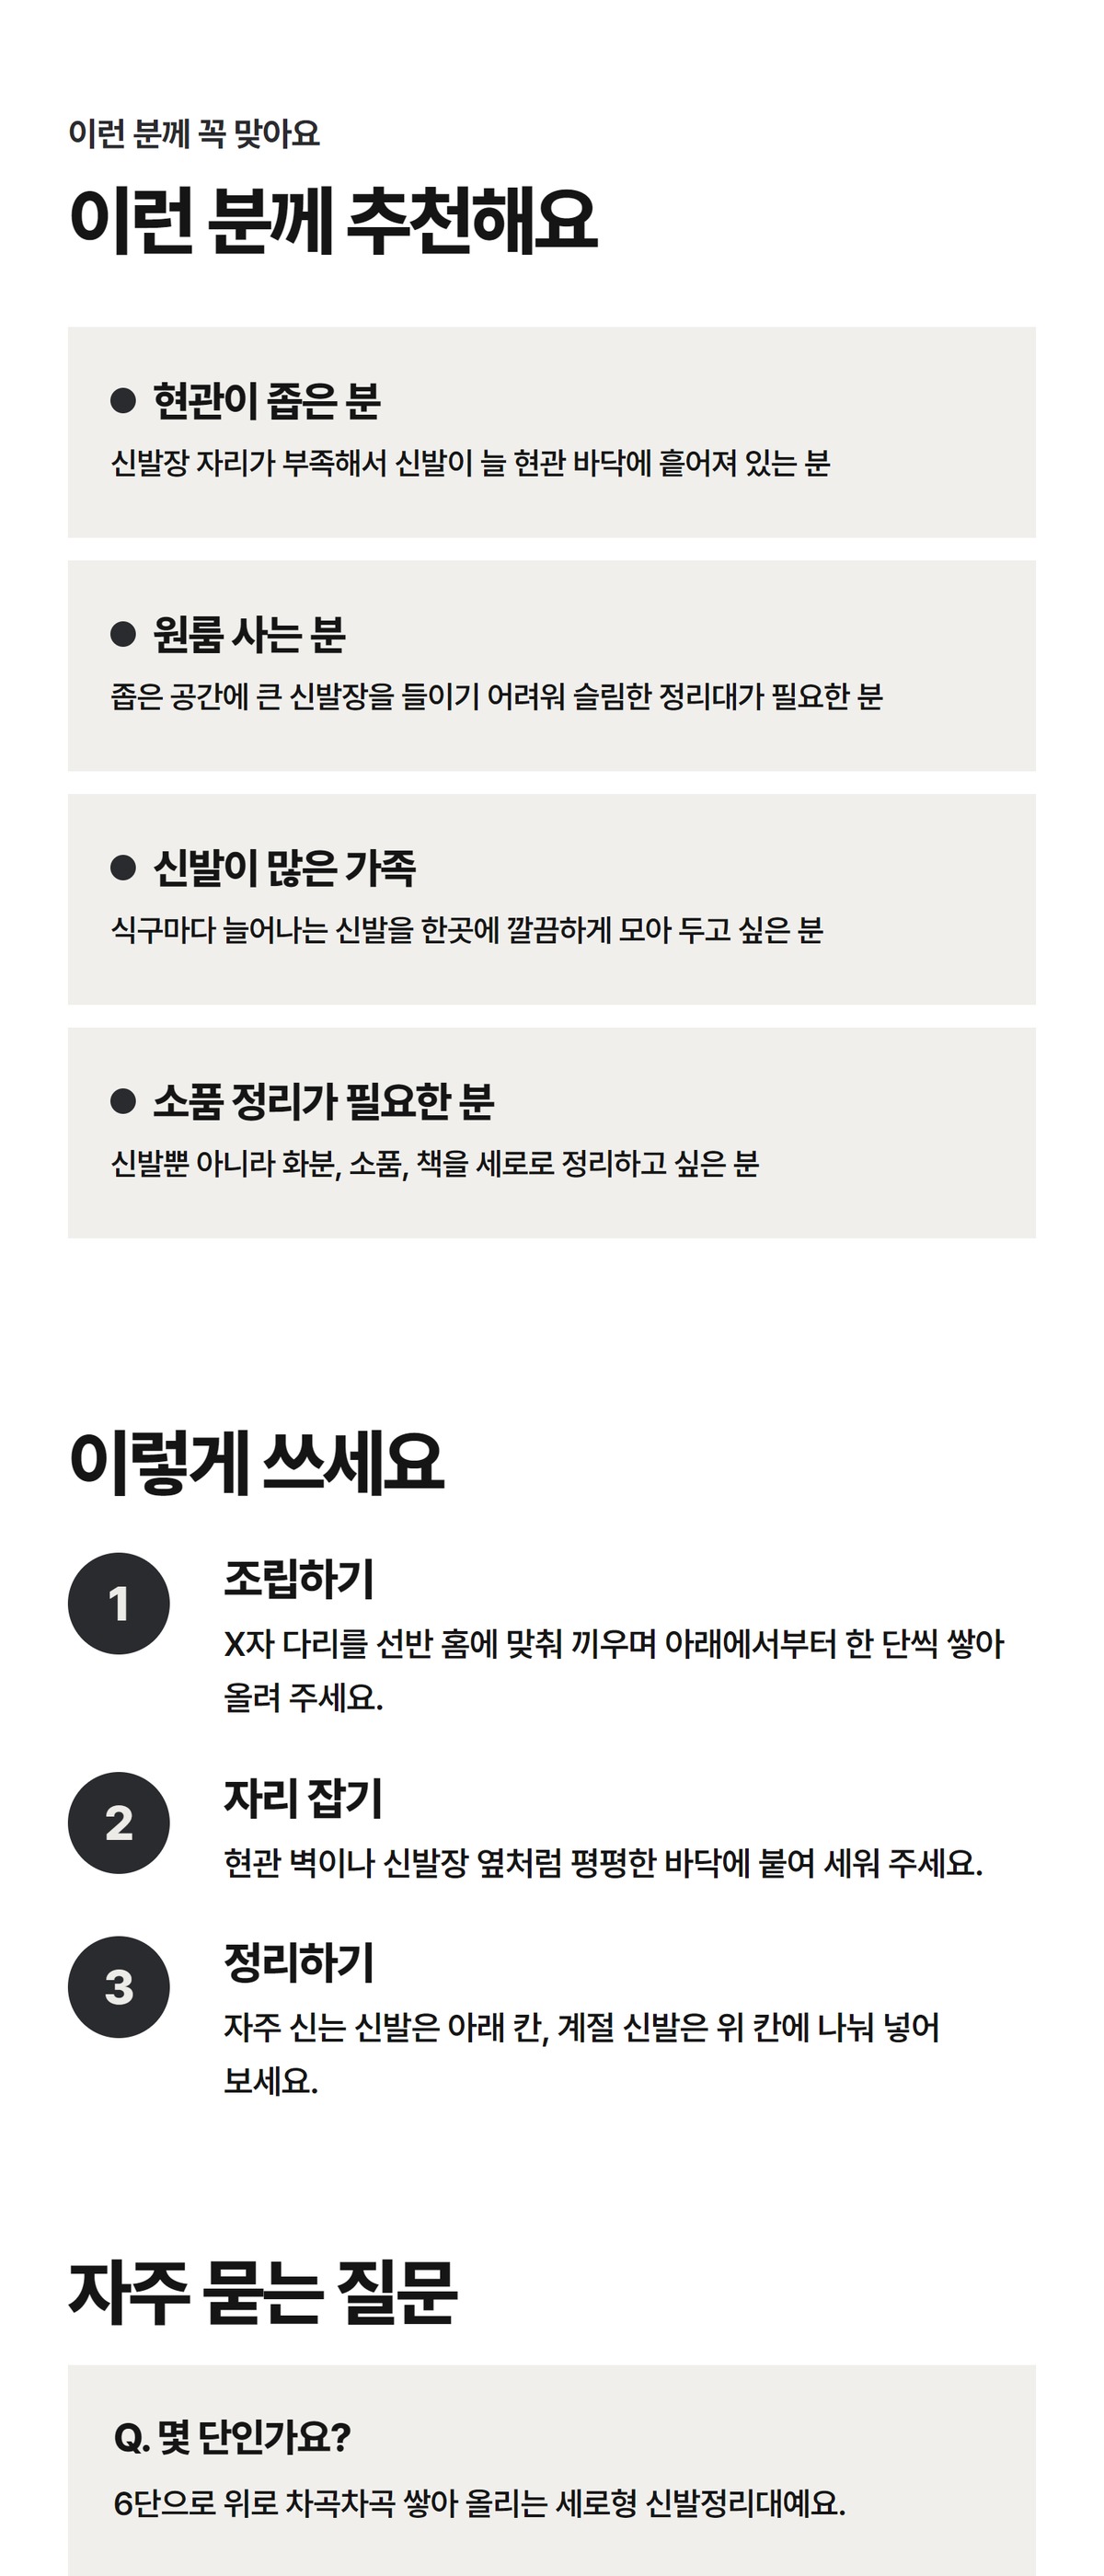 이런 분께 꼭 맞아요
이런 분께 추천해요
● 현관이 좁은 분
신발장 자리가 부족해서 신발이 늘 현관 바닥에 흩어져 있는 분
● 원룸 사는 분
좁은 공간에 큰 신발장을 들이기 어려워 슬림한 정리대가 필요한 분
● 신발이 많은 가족
식구마다 늘어나는 신발을 한곳에 깔끔하게 모아 두고 싶은 분
● 소품 정리가 필요한 분
신발뿐 아니라 화분, 소품, 책을 세로로 정리하고 싶은 분
이렇게 쓰세요
1
조립하기
X자 다리를 선반 홈에 맞춰 끼우며 아래에서부터 한 단씩 쌓아
올려 주세요.
2
자리 잡기
현관 벽이나 신발장 옆처럼 평평한 바닥에 붙여 세워 주세요.
3
정리하기
자주 신는 신발은 아래 칸, 계절 신발은 위 칸에 나눠 넣어
보세요.
자주 묻는 질문
Q. 몇 단인가요?
6단으로 위로 차곡차곡 쌓아 올리는 세로형 신발정리대예요.